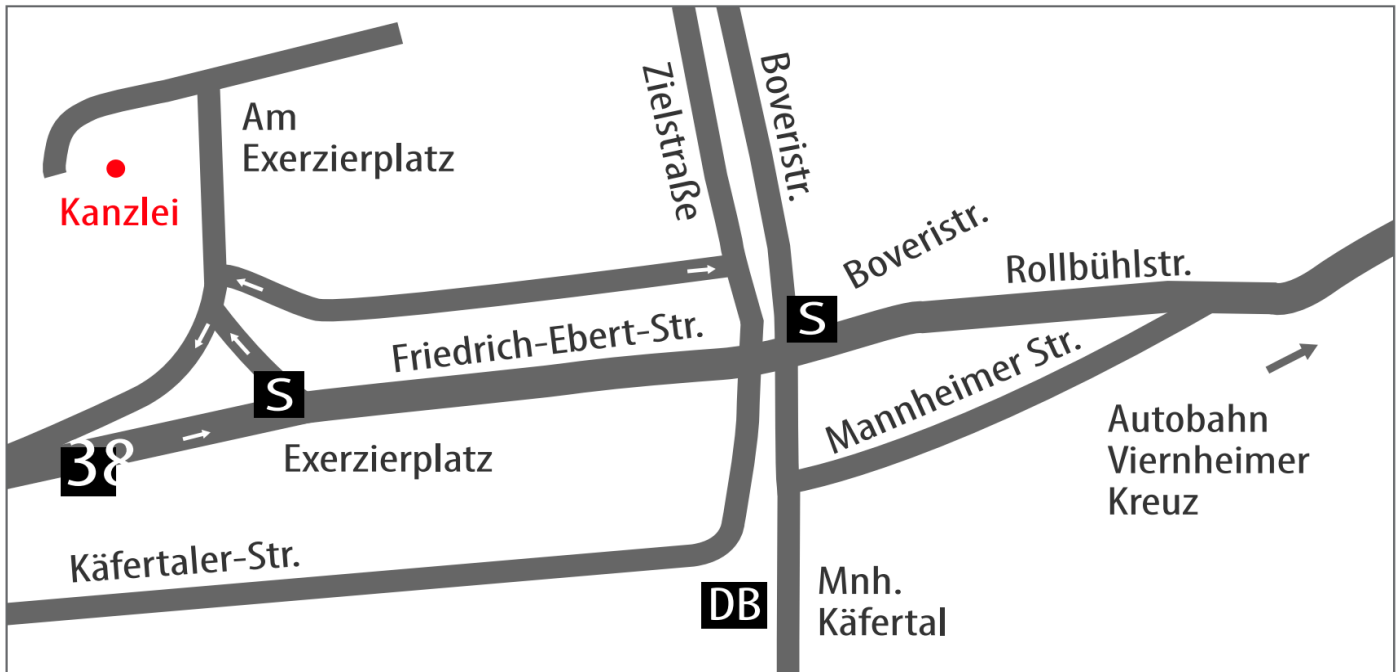 Am
Exerzierplatz
Kanzlei
Zielstraße
Boveristr.
Boveristr.
Rollbühlstr.
S
Friedrich-Ebert-Str.
Mannheimer Str.
S
38
Exerzierplatz
Autobahn
Viernheimer
Kreuz
Käfertaler-Str.
DB
Mnh.
Käfertal